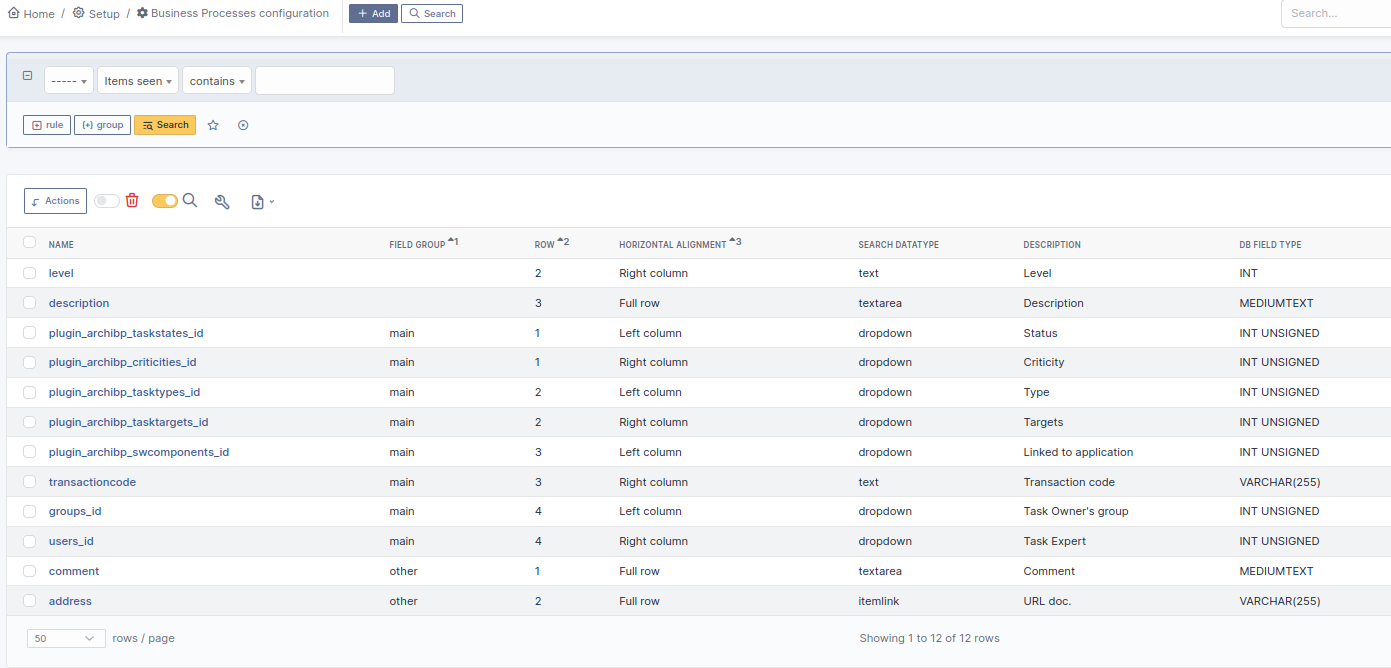 Home / Setup / Business Processes configuration + Add Search Search...
----- Items seen contains
rule {+} group Search
Actions
NAME FIELD GROUP 1 ROW 2 HORIZONTAL ALIGNMENT 3 SEARCH DATATYPE DESCRIPTION DB FIELD TYPE
level 2 Right column text Level INT
description 3 Full row textarea Description MEDIUMTEXT
plugin_archibp_taskstates_id main 1 Left column dropdown Status INT UNSIGNED
plugin_archibp_criticities_id main 1 Right column dropdown Criticity INT UNSIGNED
plugin_archibp_tasktypes_id main 2 Left column dropdown Type INT UNSIGNED
plugin_archibp_tasktargets_id main 2 Right column dropdown Targets INT UNSIGNED
plugin_archibp_swcomponents_id main 3 Left column dropdown Linked to application INT UNSIGNED
transactioncode main 3 Right column text Transaction code VARCHAR(255)
groups_id main 4 Left column dropdown Task Owner's group INT UNSIGNED
users_id main 4 Right column dropdown Task Expert INT UNSIGNED
comment other 1 Full row textarea Comment MEDIUMTEXT
address other 2 Full row itemlink URL doc. VARCHAR(255)
50 rows / page Showing 1 to 12 of 12 rows